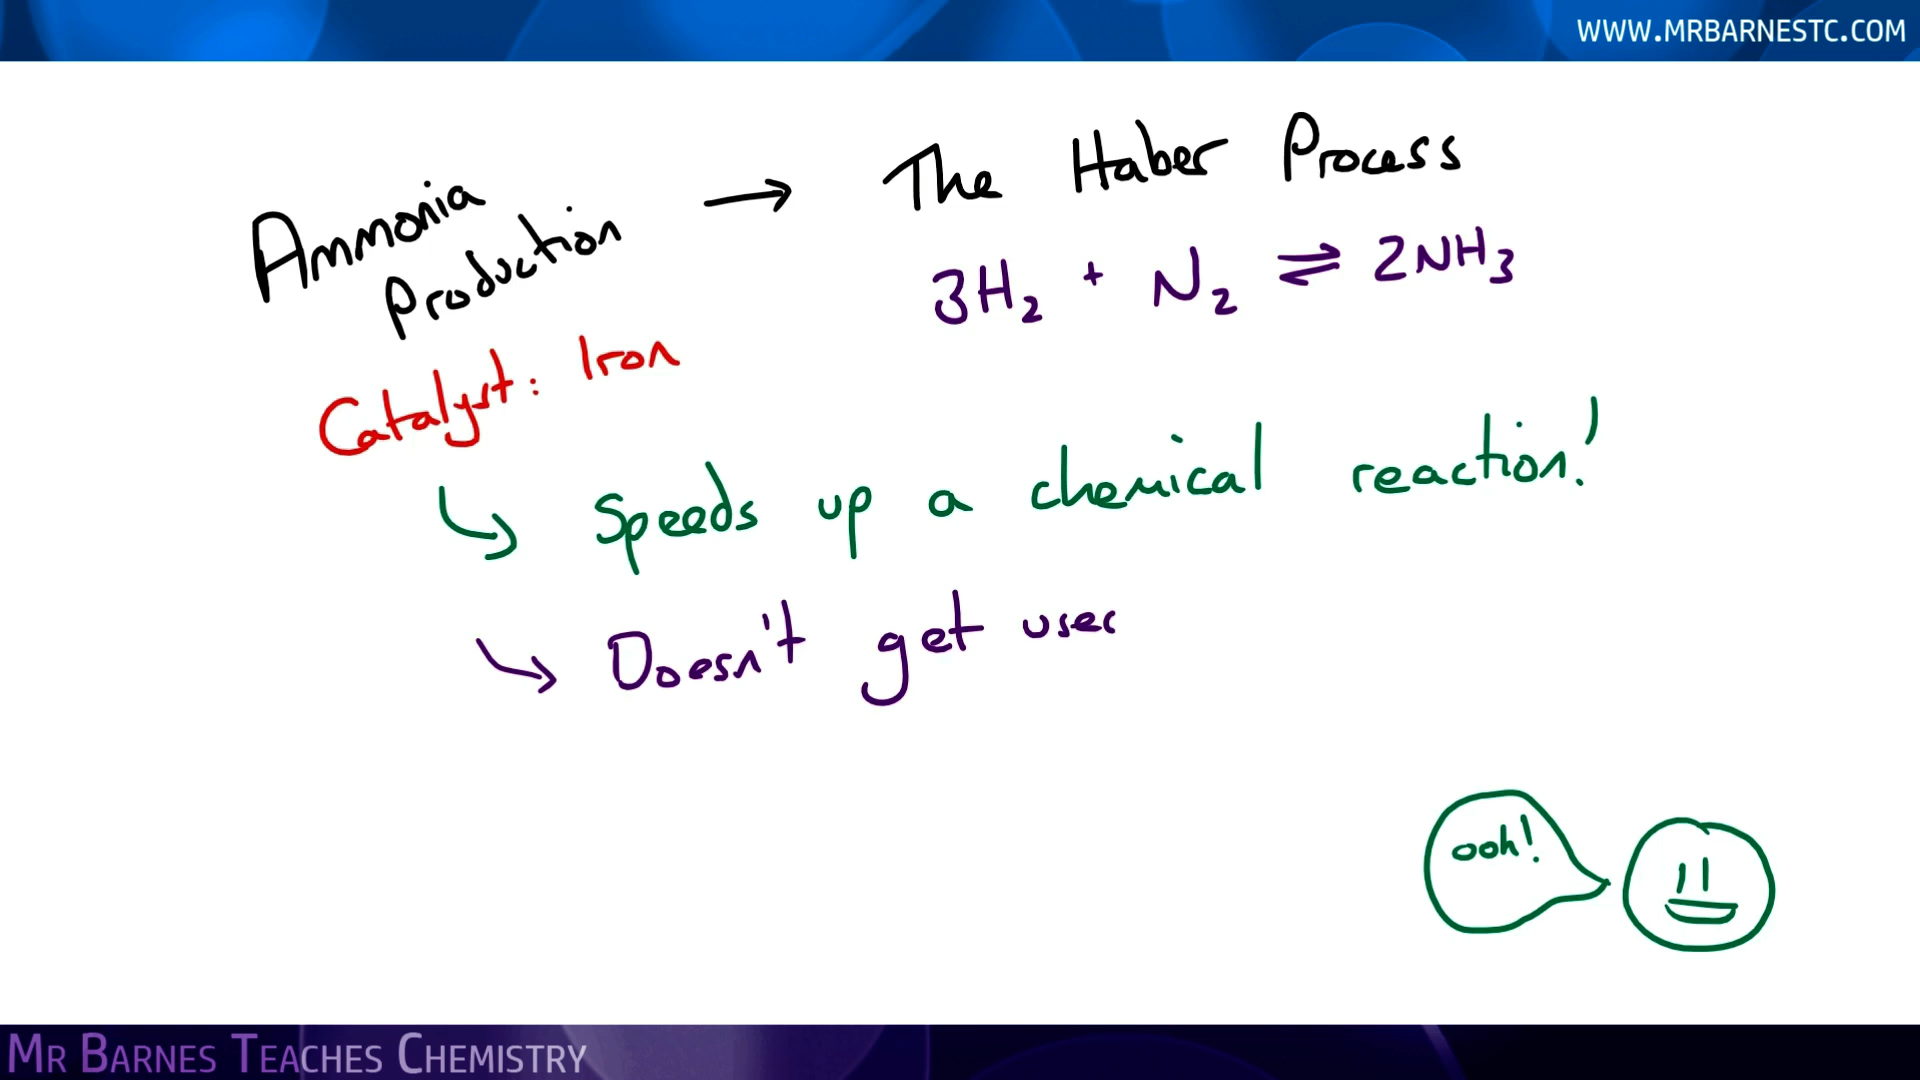 WWW.MRBARNESTC.COM
Ammonia Production → The Haber Process
3H₂ + N₂ ⇌ 2NH₃
Catalyst: Iron
↳ Speeds up a chemical reaction!
↳ Doesn't get usec
ooh!
MR BARNES TEACHES CHEMISTRY